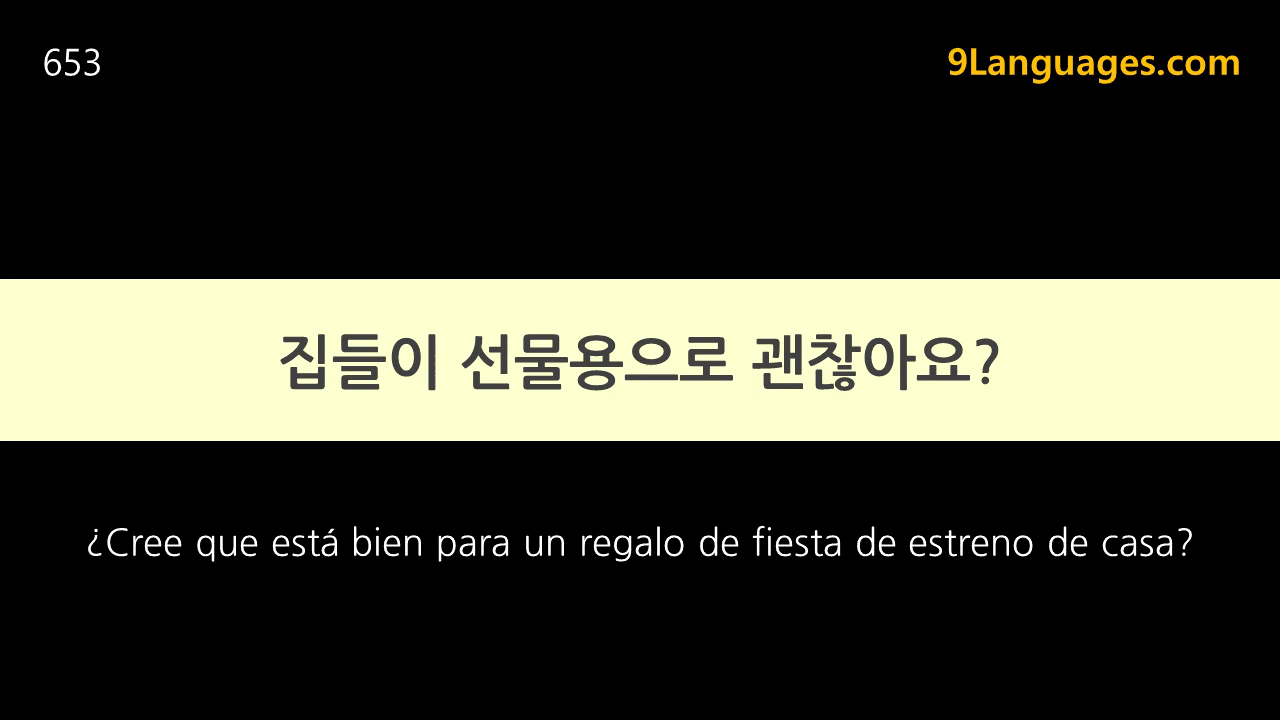 653
9Languages.com
집들이 선물용으로 괜찮아요?
¿Cree que está bien para un regalo de fiesta de estreno de casa?